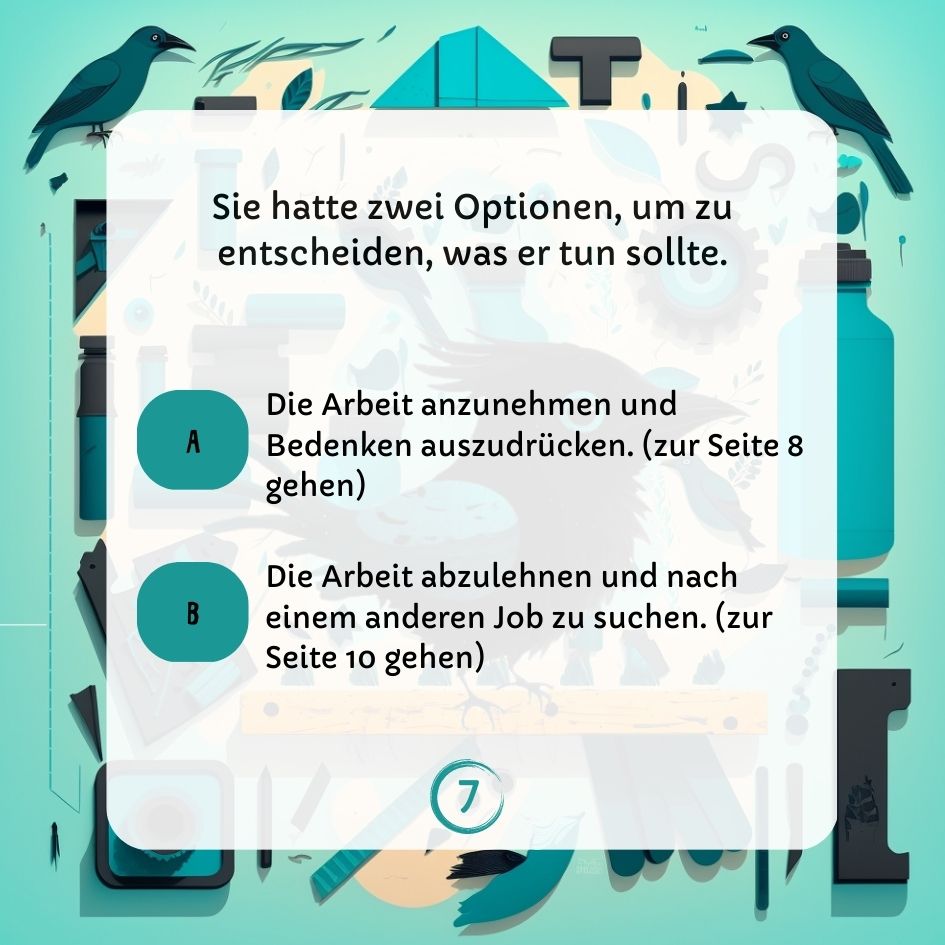 Sie hatte zwei Optionen, um zu
entscheiden, was er tun sollte.
A
Die Arbeit anzunehmen und
Bedenken auszudrücken. (zur Seite 8
gehen)
B
Die Arbeit abzulehnen und nach
einem anderen Job zu suchen. (zur
Seite 10 gehen)
7